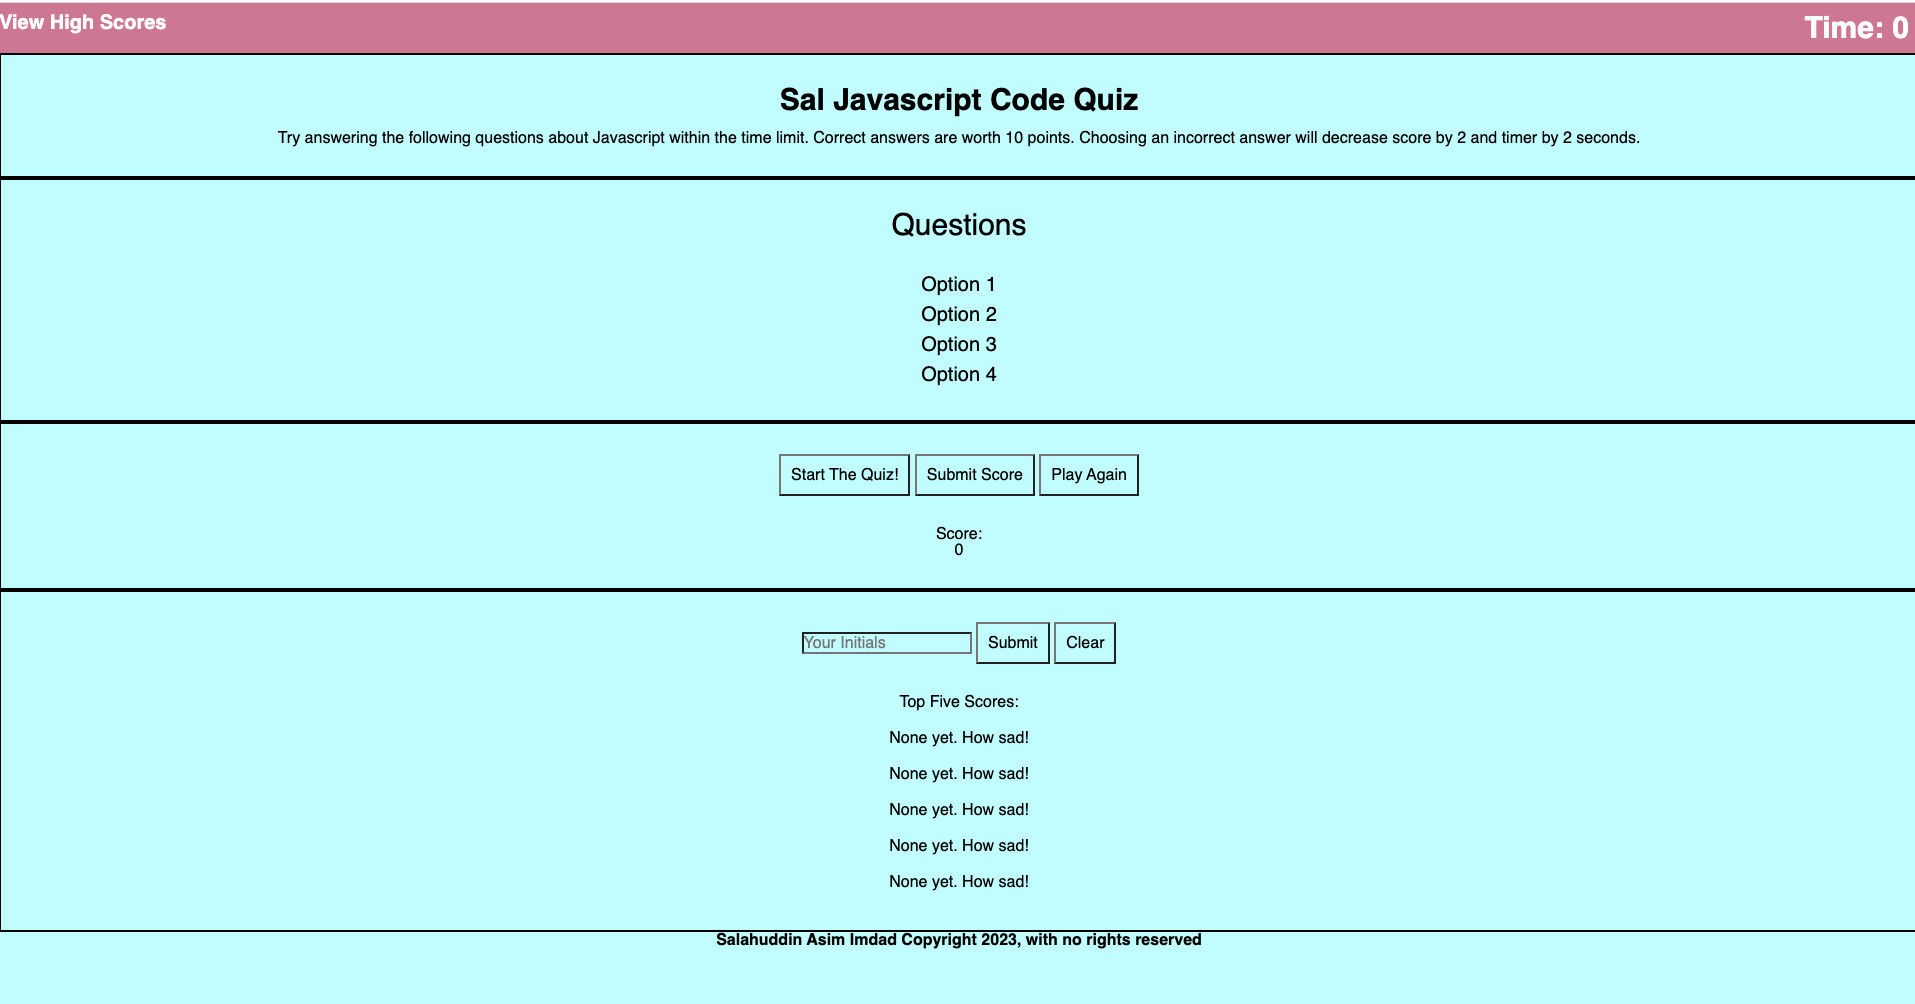 View High Scores
Time: 0
Sal Javascript Code Quiz
Try answering the following questions about Javascript within the time limit. Correct answers are worth 10 points. Choosing an incorrect answer will decrease score by 2 and timer by 2 seconds.
Questions
Option 1
Option 2
Option 3
Option 4
Start The Quiz! Submit Score Play Again
Score:
0
Your Initials Submit Clear
Top Five Scores:
None yet. How sad!
None yet. How sad!
None yet. How sad!
None yet. How sad!
None yet. How sad!
Salahuddin Asim Imdad Copyright 2023, with no rights reserved